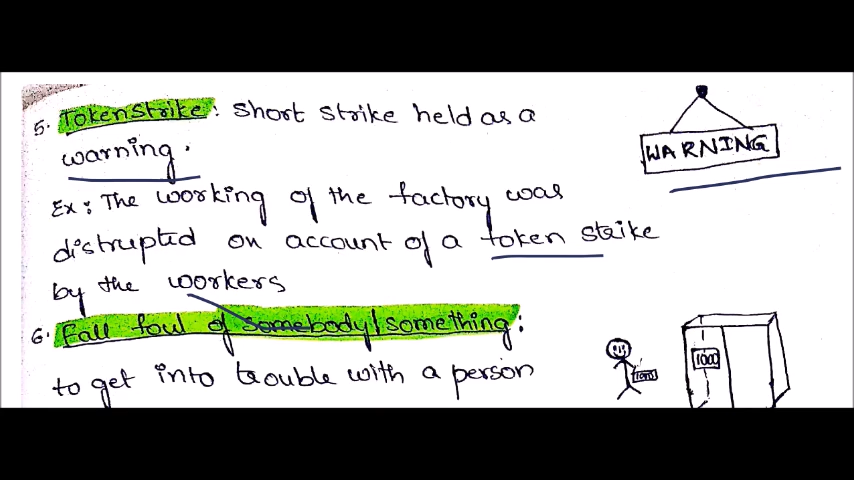 5. Token Strike: Short strike held as a
warning.
WARNING
Ex: The working of the factory was
distrupted on account of a token strike
by the workers
6. Fall foul of somebody/something:
1000
1000
to get into trouble with a person